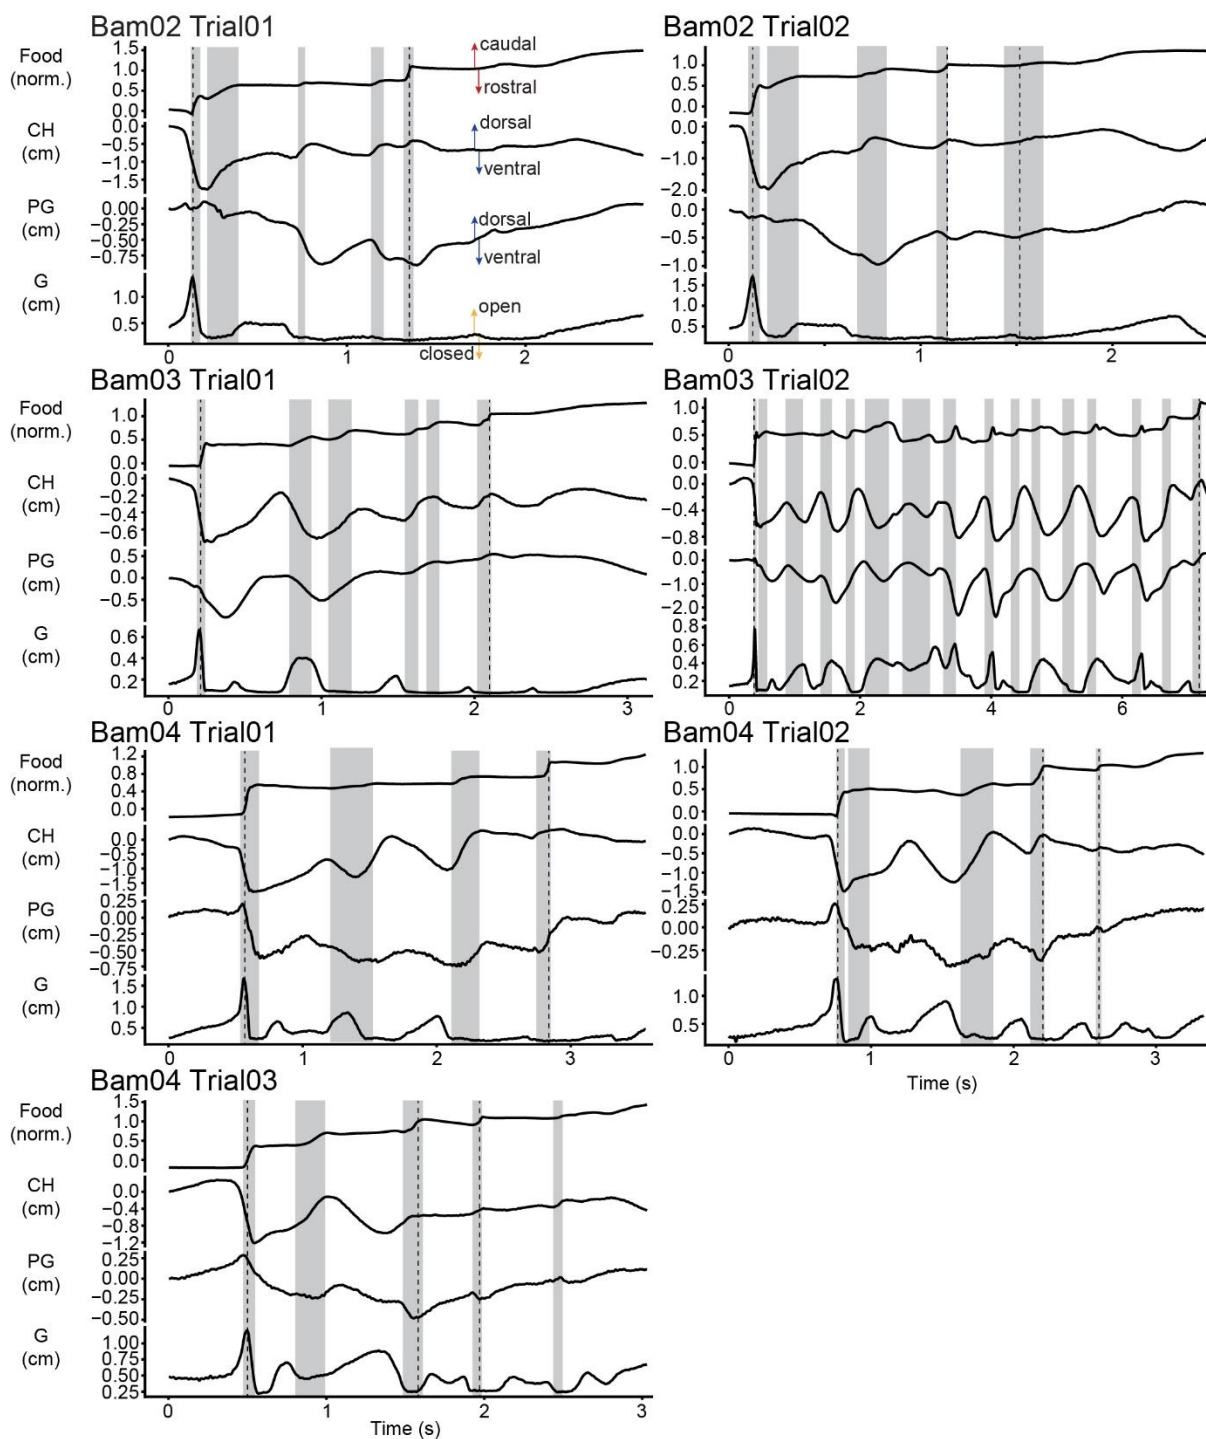 Bam02 Trial01
Food
(norm.)
1.5
1.0
0.5
0.0
caudal
rostral
CH
(cm)
0.0
−0.5
−1.0
−1.5
dorsal
ventral
PG
(cm)
0.00
−0.25
−0.50
−0.75
dorsal
ventral
G
(cm)
1.0
0.5
open
closed
0 1 2
Bam02 Trial02
1.5
1.0
0.5
0.0
0.0
−1.0
−2.0
0.0
−0.5
−1.0
1.5
1.0
0.5
0 1 2
Bam03 Trial01
Food
(norm.)
1.0
0.5
0.0
CH
(cm)
0.0
−0.2
−0.4
−0.6
PG
(cm)
0.5
0.0
−0.5
G
(cm)
0.6
0.4
0.2
0 1 2 3
Bam03 Trial02
1.0
0.5
0.0
0.0
−0.4
−0.8
0.0
−1.0
−2.0
0.8
0.6
0.4
0.2
0 2 4 6
Bam04 Trial01
Food
(norm.)
1.2
0.8
0.4
0.0
CH
(cm)
0.0
−0.5
−1.0
−1.5
PG
(cm)
0.25
0.00
−0.25
−0.50
−0.75
G
(cm)
1.5
1.0
0.5
0 1 2 3
Bam04 Trial02
1.0
0.5
0.0
0.0
−0.5
−1.0
−1.5
0.25
−0.25
1.0
0.5
0 1 2 3
Time (s)
Bam04 Trial03
Food
(norm.)
1.5
1.0
0.5
0.0
CH
(cm)
0.0
−0.4
−0.8
−1.2
PG
(cm)
0.25
0.00
−0.25
−0.50
G
(cm)
1.00
0.75
0.50
0.25
0 1 2 3
Time (s)